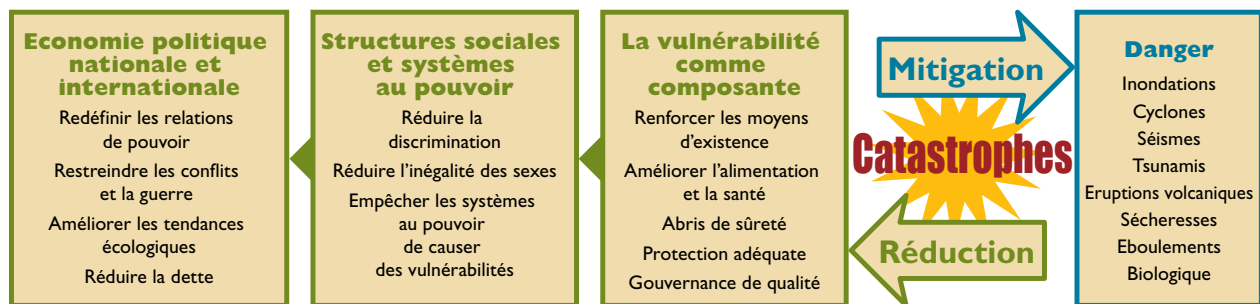 Economie politique
nationale et
internationale
Redéfinir les relations
de pouvoir
Restreindre les conflits
et la guerre
Améliorer les tendances
écologiques
Réduire la dette
Structures sociales
et systèmes
au pouvoir
Réduire la
discrimination
Réduire l'inégalité des sexes
Empêcher les systèmes
au pouvoir
de causer
des vulnérabilités
La vulnérabilité
comme
composante
Renforcer les moyens
d'existence
Améliorer l'alimentation
et la santé
Abris de sûreté
Protection adéquate
Gouvernance de qualité
Mitigation
Catastrophes
Réduction
Danger
Inondations
Cyclones
Séismes
Tsunamis
Eruptions volcaniques
Sécheresses
Eboulements
Biologique